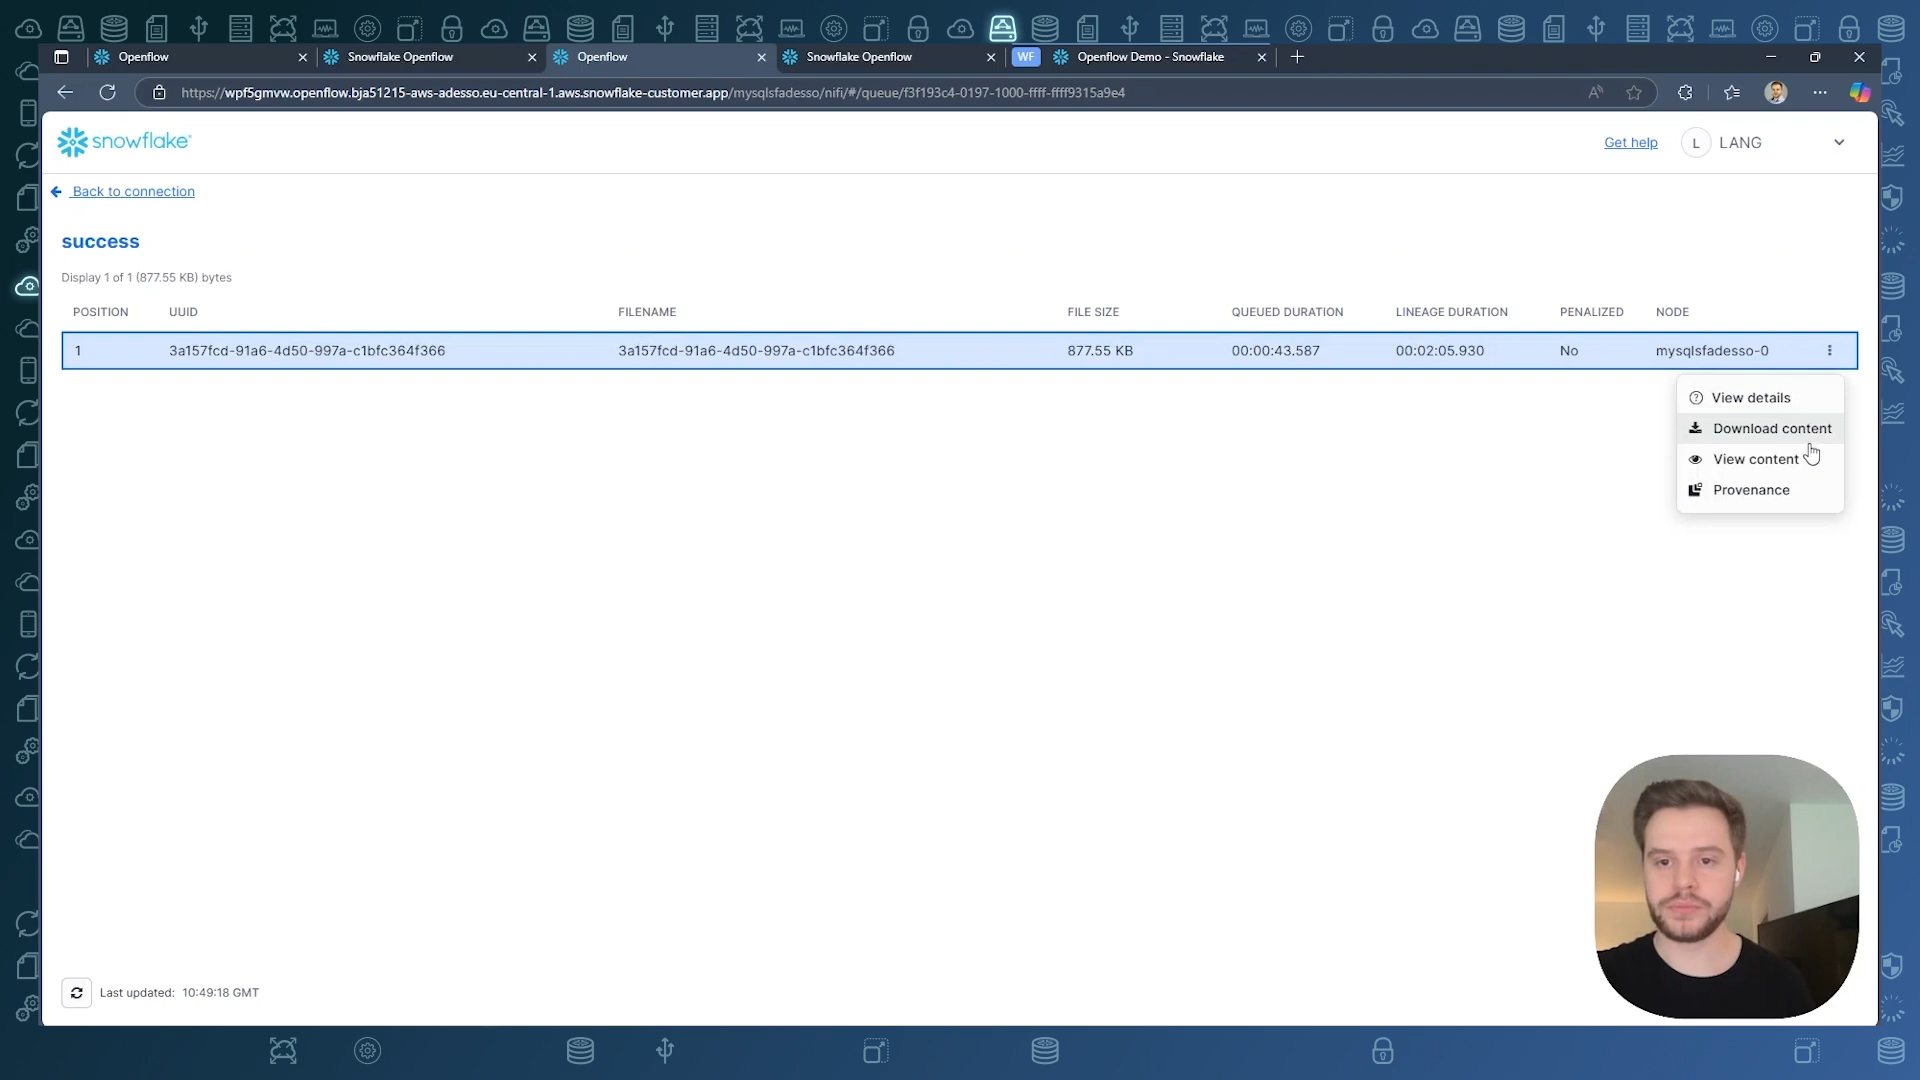 Openflow
Snowflake Openflow
Openflow
Snowflake Openflow
WF
Openflow Demo - Snowflake
https://wpf5gmvw.openflow.bja51215-aws-adesso.eu-central-1.aws.snowflake-customer.app/mysqlsfadesso/nifi/#/queue/f3f193c4-0197-1000-ffff-ffff9315a9e4
snowflake
Get help
L
LANG
Back to connection
success
Display 1 of 1 (877.55 KB) bytes
POSITION UUID FILENAME FILE SIZE QUEUED DURATION LINEAGE DURATION PENALIZED NODE
1 3a157fcd-91a6-4d50-997a-c1bfc364f366 3a157fcd-91a6-4d50-997a-c1bfc364f366 877.55 KB 00:00:43.587 00:02:05.930 No mysqlsfadesso-0
View details
Download content
View content
Provenance
Last updated: 10:49:18 GMT